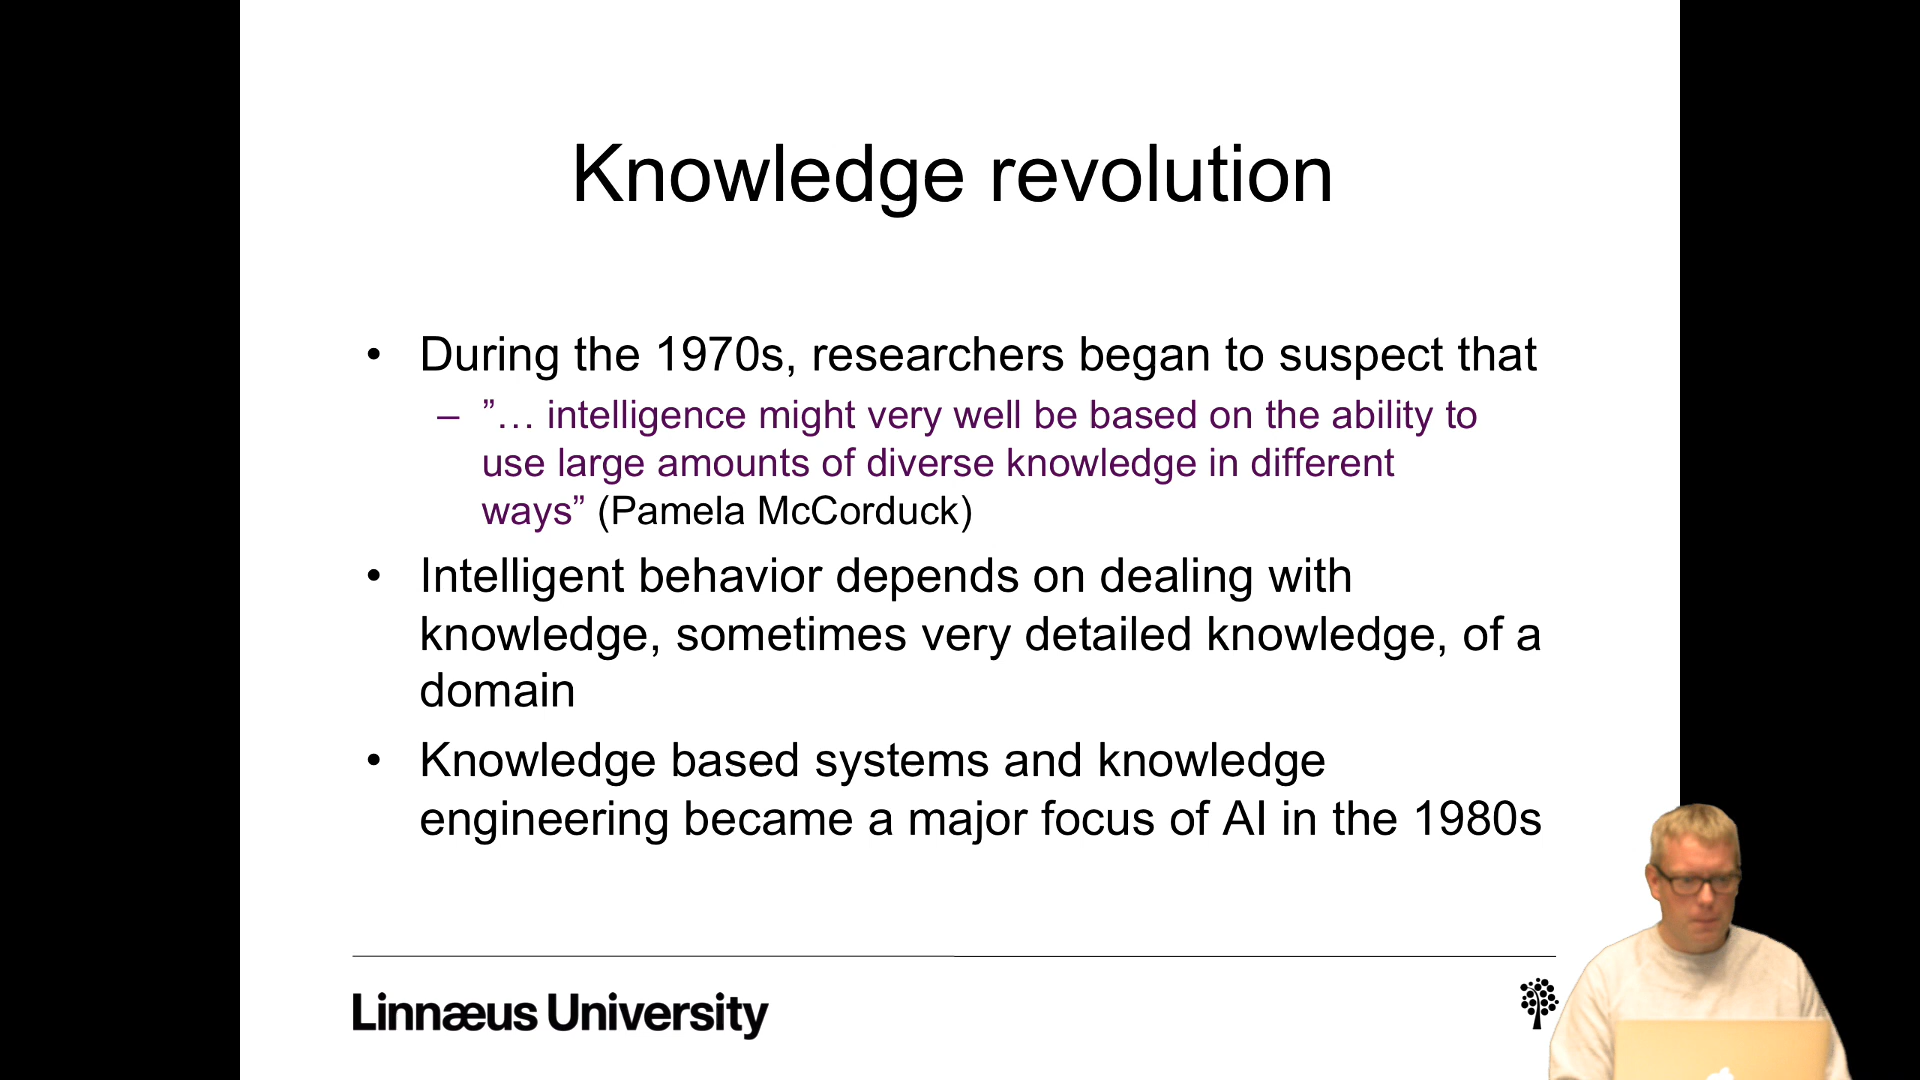 Knowledge revolution
• During the 1970s, researchers began to suspect that
– ”… intelligence might very well be based on the ability to
use large amounts of diverse knowledge in different
ways” (Pamela McCorduck)
• Intelligent behavior depends on dealing with
knowledge, sometimes very detailed knowledge, of a
domain
• Knowledge based systems and knowledge
engineering became a major focus of AI in the 1980s
Linnæus University